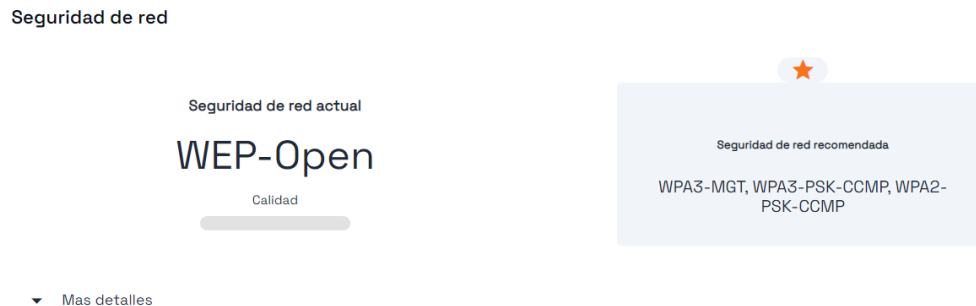 Seguridad de red
Seguridad de red actual
WEP-Open
Calidad
Seguridad de red recomendada
WPA3-MGT, WPA3-PSK-CCMP, WPA2-
PSK-CCMP
Mas detalles